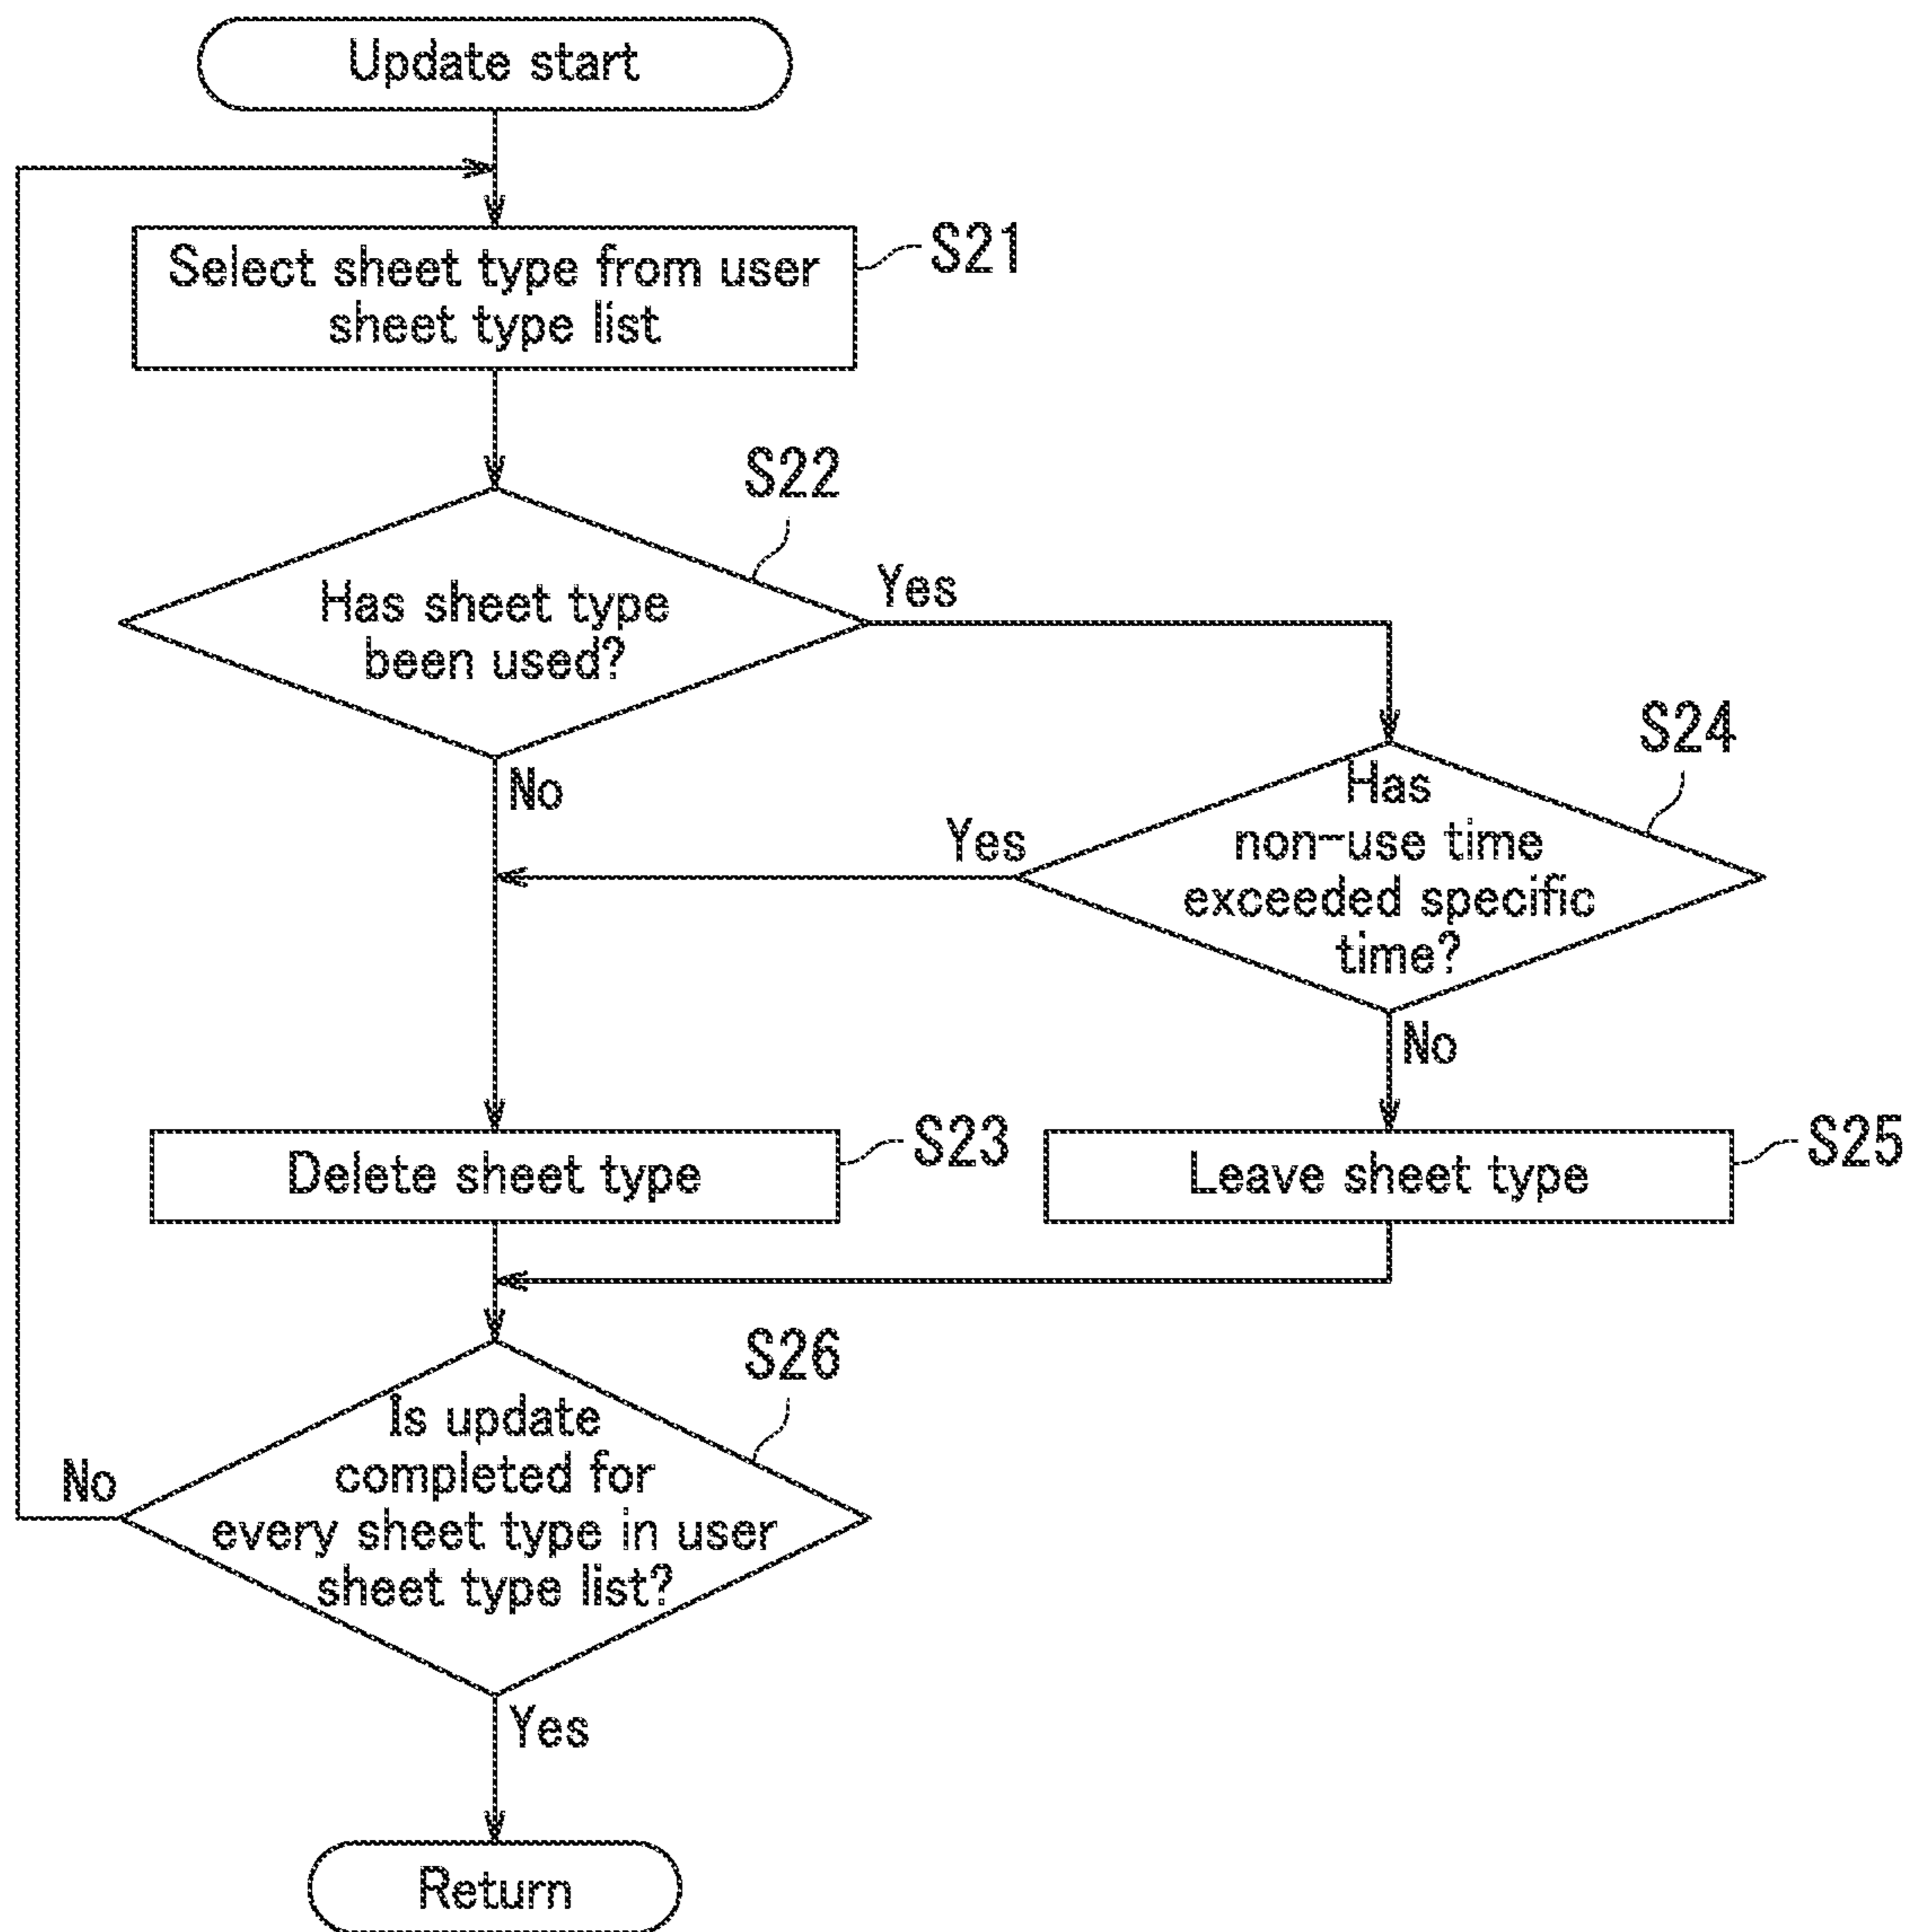 Update start
Select sheet type from user
sheet type list
S21
S22
Has sheet type
been used?
Yes
No
S24
Has
non-use time
exceeded specific
time?
Yes
No
Delete sheet type
S23
Leave sheet type
S25
S26
Is update
completed for
every sheet type in user
sheet type list?
No
Yes
Return